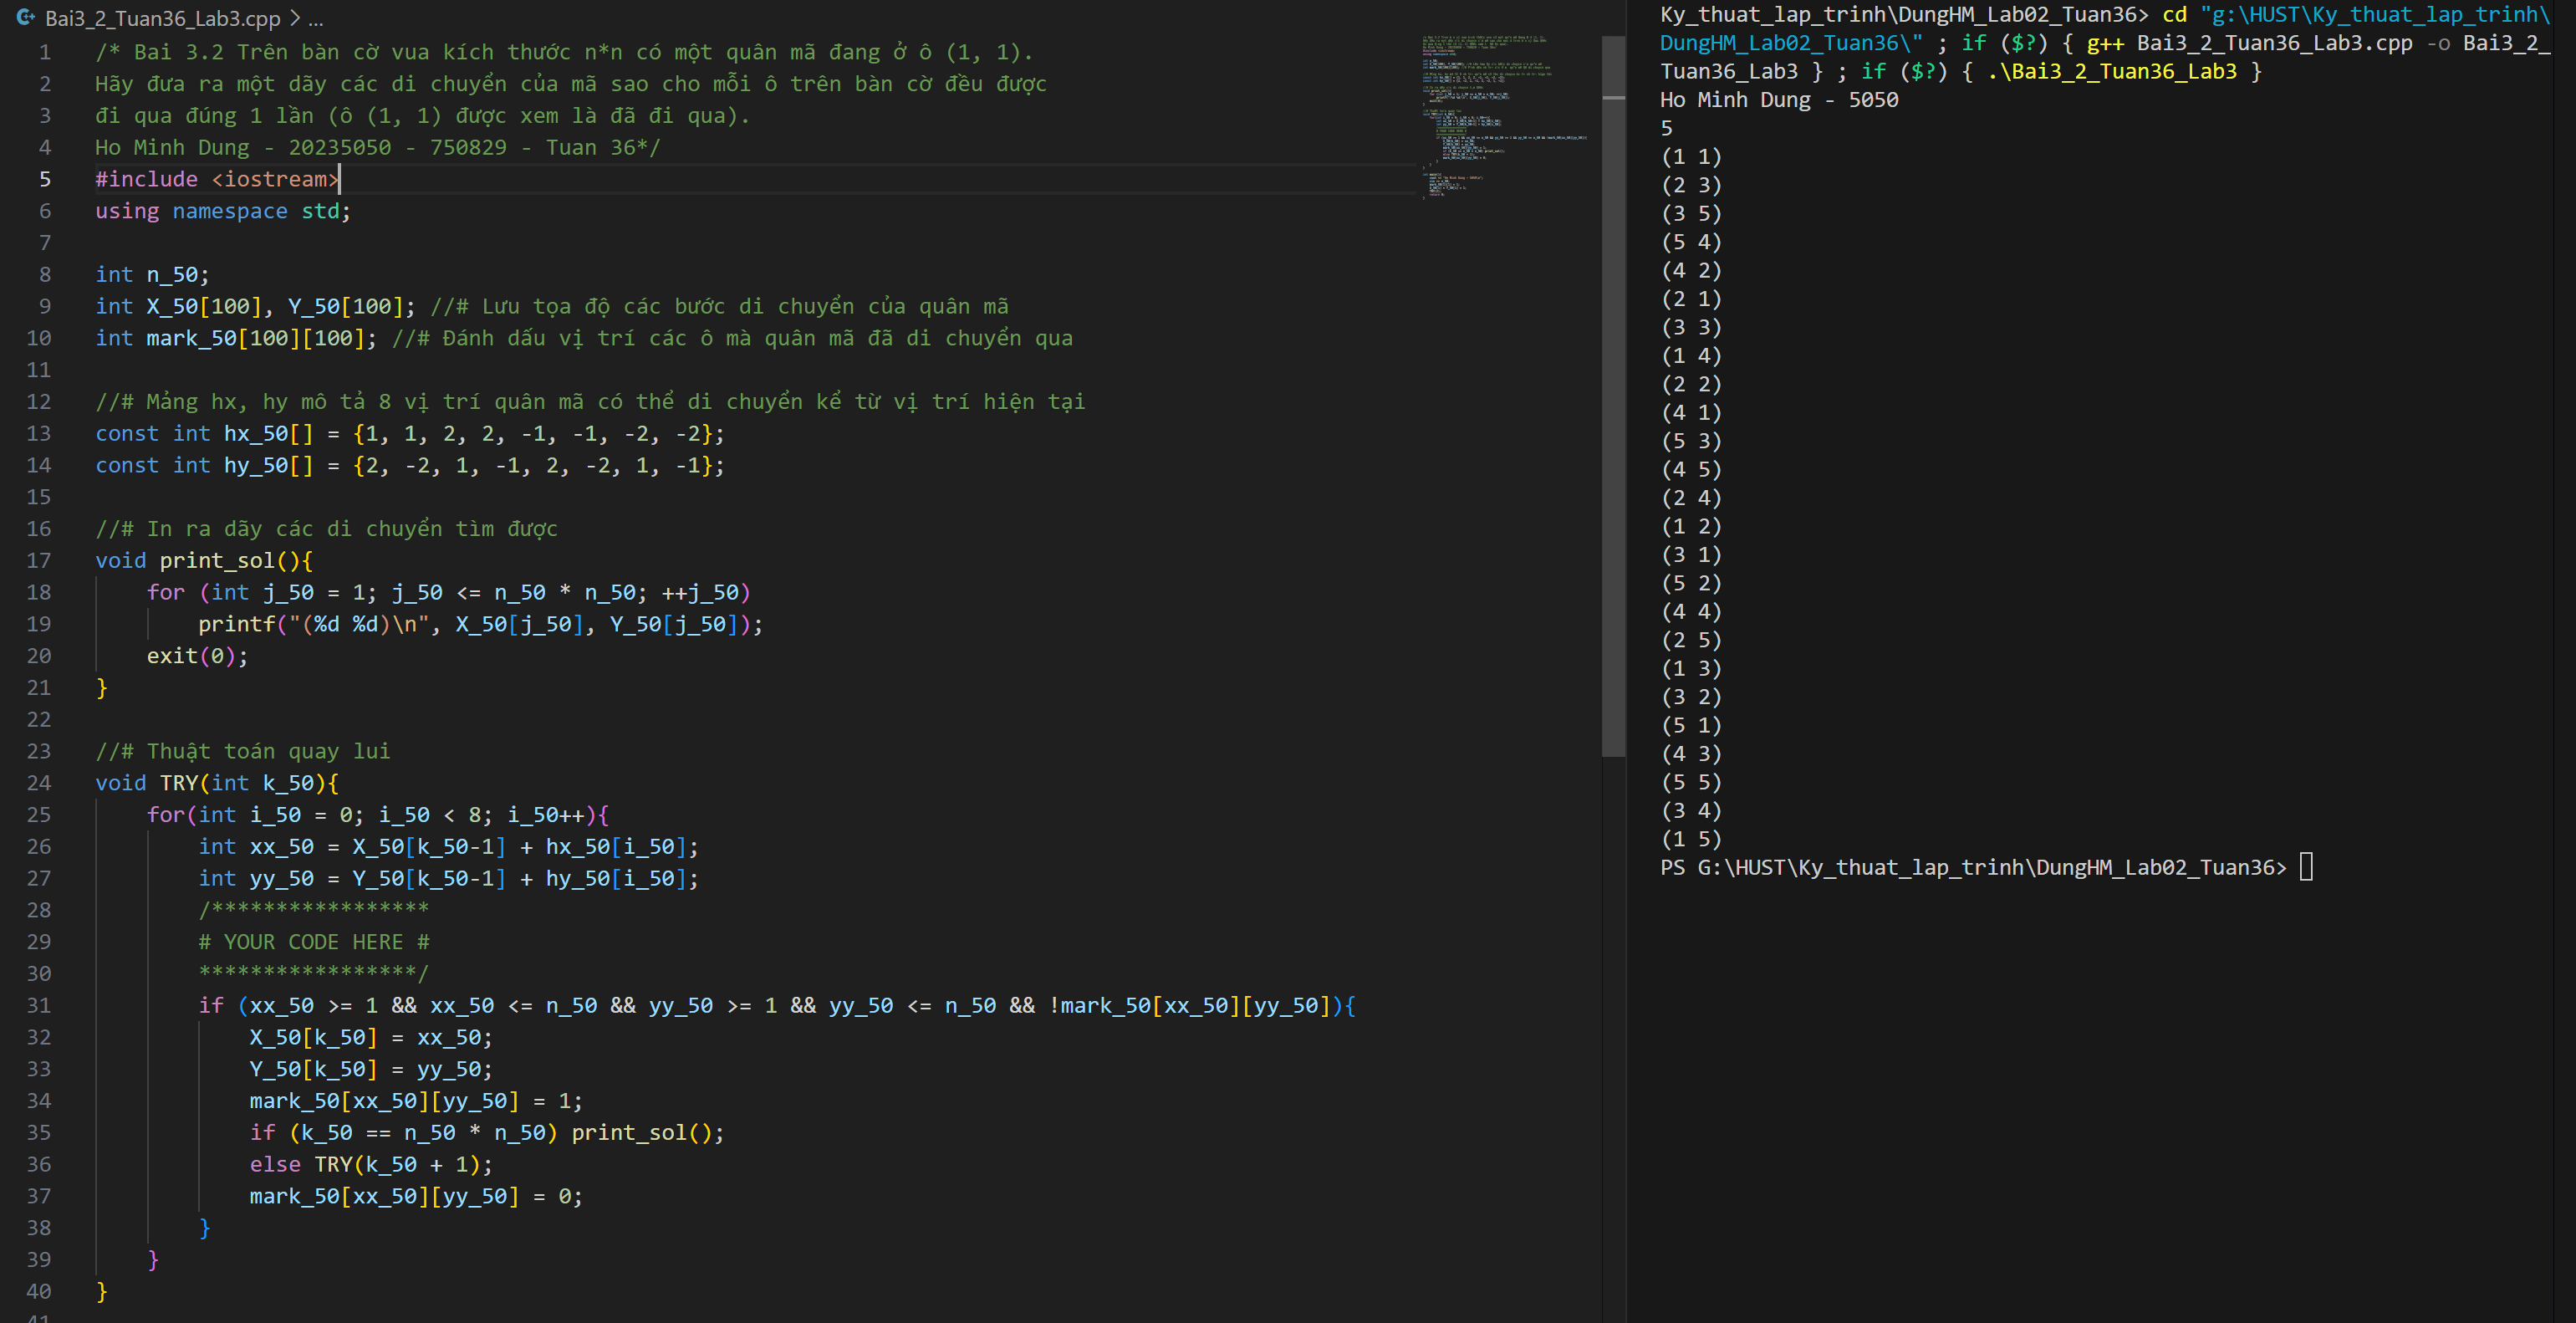 Bai3_2_Tuan36_Lab3.cpp > ...
1 /* Bai 3.2 Trên bàn cờ vua kích thước n*n có một quân mã đang ở ô (1, 1).
2 Hãy đưa ra một dãy các di chuyển của mã sao cho mỗi ô trên bàn cờ đều được
3 đi qua đúng 1 lần (ô (1, 1) được xem là đã đi qua).
4 Ho Minh Dung - 20235050 - 750829 - Tuan 36*/
5 #include <iostream>
6 using namespace std;
7
8 int n_50;
9 int X_50[100], Y_50[100]; //# Lưu tọa độ các bước di chuyển của quân mã
10 int mark_50[100][100]; //# Đánh dấu vị trí các ô mà quân mã đã di chuyển qua
11
12 //# Mảng hx, hy mô tả 8 vị trí quân mã có thể di chuyển kể từ vị trí hiện tại
13 const int hx_50[] = {1, 1, 2, 2, -1, -1, -2, -2};
14 const int hy_50[] = {2, -2, 1, -1, 2, -2, 1, -1};
15
16 //# In ra dãy các di chuyển tìm được
17 void print_sol(){
18     for (int j_50 = 1; j_50 <= n_50 * n_50; ++j_50)
19         printf("(%d %d)\n", X_50[j_50], Y_50[j_50]);
20     exit(0);
21 }
22
23 //# Thuật toán quay lui
24 void TRY(int k_50){
25     for(int i_50 = 0; i_50 < 8; i_50++){
26         int xx_50 = X_50[k_50-1] + hx_50[i_50];
27         int yy_50 = Y_50[k_50-1] + hy_50[i_50];
28         /*****************
29         # YOUR CODE HERE #
30         *****************/
31         if (xx_50 >= 1 && xx_50 <= n_50 && yy_50 >= 1 && yy_50 <= n_50 && !mark_50[xx_50][yy_50]){
32             X_50[k_50] = xx_50;
33             Y_50[k_50] = yy_50;
34             mark_50[xx_50][yy_50] = 1;
35             if (k_50 == n_50 * n_50) print_sol();
36             else TRY(k_50 + 1);
37             mark_50[xx_50][yy_50] = 0;
38         }
39     }
40 }
41
Ky_thuat_lap_trinh\DungHM_Lab02_Tuan36> cd "g:\HUST\Ky_thuat_lap_trinh\
DungHM_Lab02_Tuan36\" ; if ($?) { g++ Bai3_2_Tuan36_Lab3.cpp -o Bai3_2_
Tuan36_Lab3 } ; if ($?) { .\Bai3_2_Tuan36_Lab3 }
Ho Minh Dung - 5050
5
(1 1)
(2 3)
(3 5)
(5 4)
(4 2)
(2 1)
(3 3)
(1 4)
(2 2)
(4 1)
(5 3)
(4 5)
(2 4)
(1 2)
(3 1)
(5 2)
(4 4)
(2 5)
(1 3)
(3 2)
(5 1)
(4 3)
(5 5)
(3 4)
(1 5)
PS G:\HUST\Ky_thuat_lap_trinh\DungHM_Lab02_Tuan36>